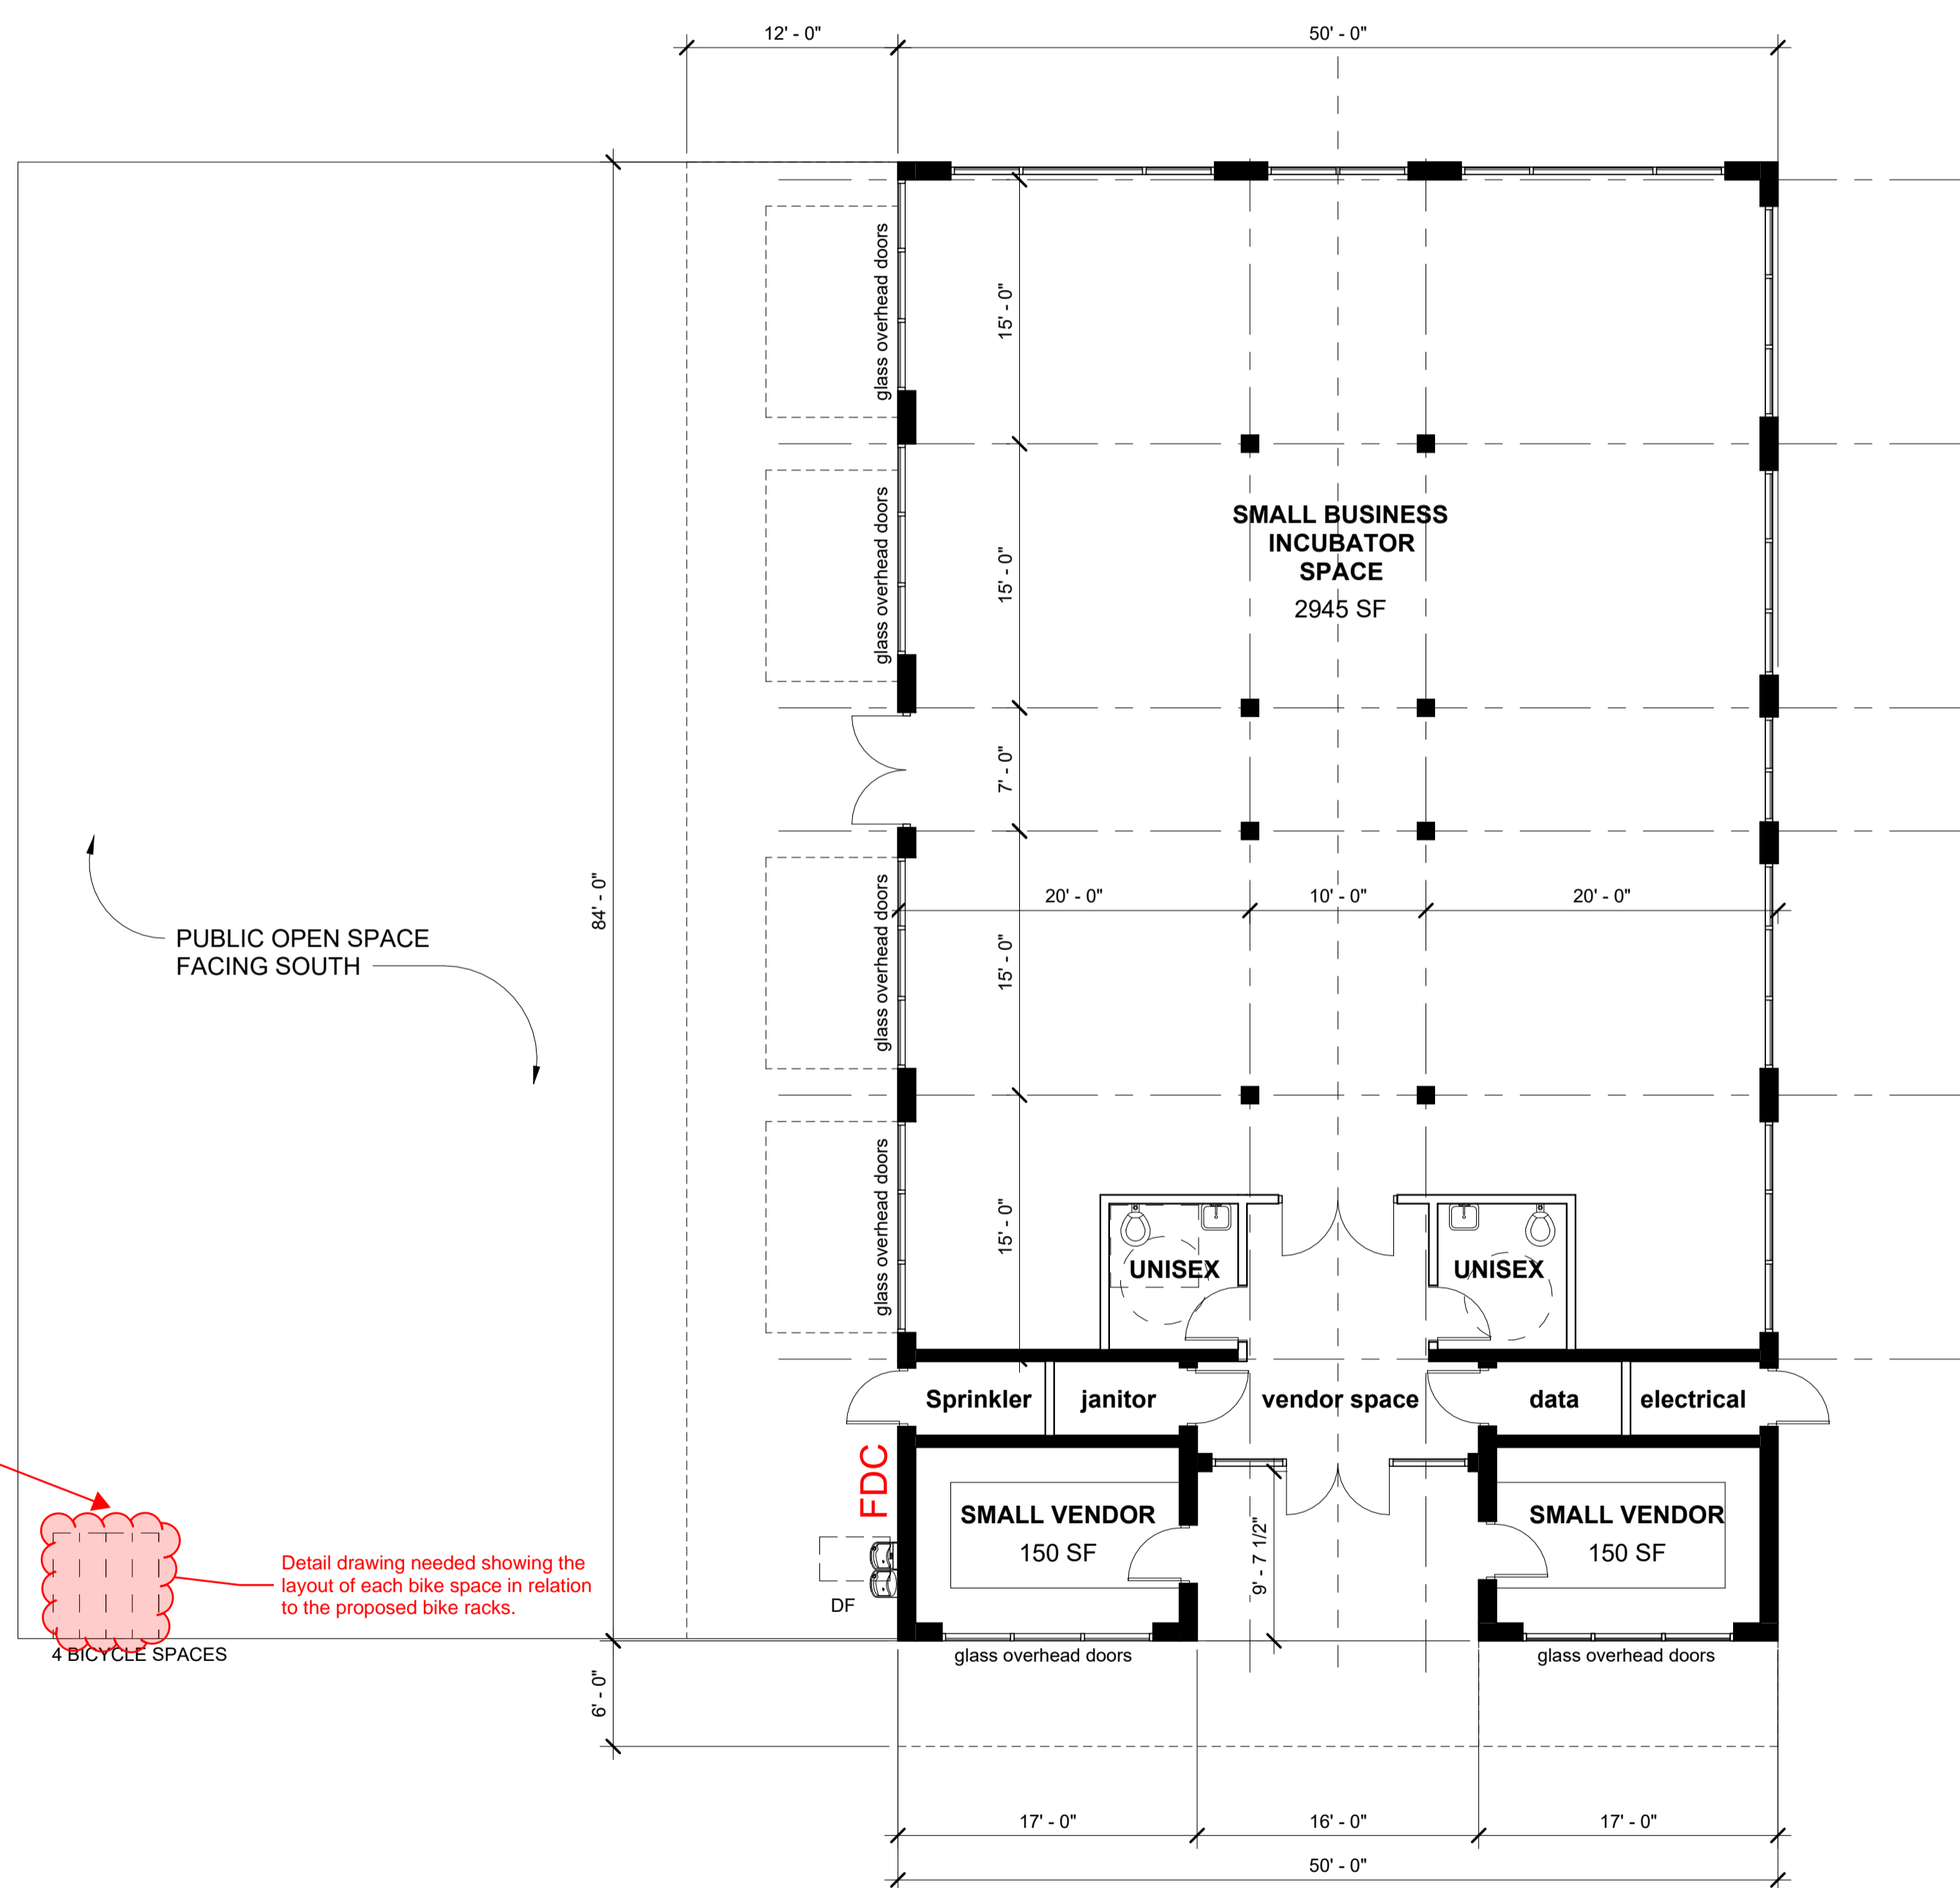 12' - 0"
50' - 0"
glass overhead doors
15' - 0"
SMALL BUSINESS
INCUBATOR
SPACE
2945 SF
glass overhead doors
15' - 0"
7' - 0"
84' - 0"
20' - 0"
10' - 0"
20' - 0"
PUBLIC OPEN SPACE
FACING SOUTH
glass overhead doors
15' - 0"
glass overhead doors
15' - 0"
UNISEX
UNISEX
Sprinkler
janitor
vendor space
data
electrical
FDC
SMALL VENDOR
150 SF
9' - 7 1/2"
SMALL VENDOR
150 SF
Detail drawing needed showing the
layout of each bike space in relation
to the proposed bike racks.
DF
4 BICYCLE SPACES
glass overhead doors
glass overhead doors
6' - 0"
17' - 0"
16' - 0"
17' - 0"
50' - 0"